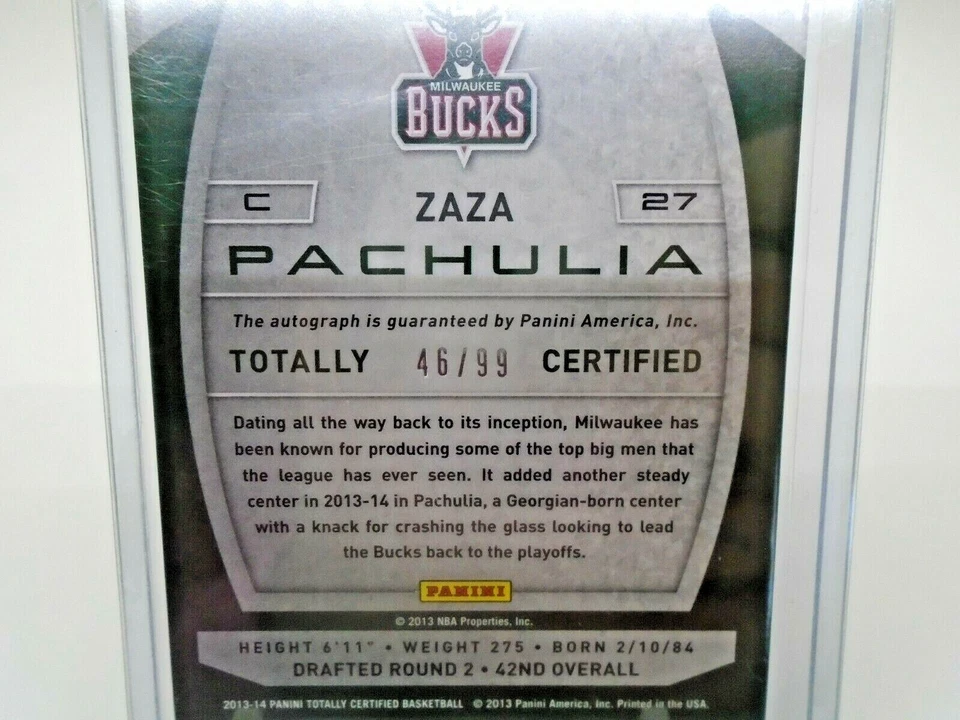 MILWAUKEE
BUCKS
C ZAZA 27
PACHULIA
The autograph is guaranteed by Panini America, Inc.
TOTALLY 46/99 CERTIFIED
Dating all the way back to its inception, Milwaukee has
been known for producing some of the top big men that
the league has ever seen. It added another steady
center in 2013-14 in Pachulia, a Georgian-born center
with a knack for crashing the glass looking to lead
the Bucks back to the playoffs.
PANINI
© 2013 NBA Properties, Inc.
HEIGHT 6'11" • WEIGHT 275 • BORN 2/10/84
DRAFTED ROUND 2 • 42ND OVERALL
2013-14 PANINI TOTALLY CERTIFIED BASKETBALL © 2013 Panini America, Inc. Printed in the USA.